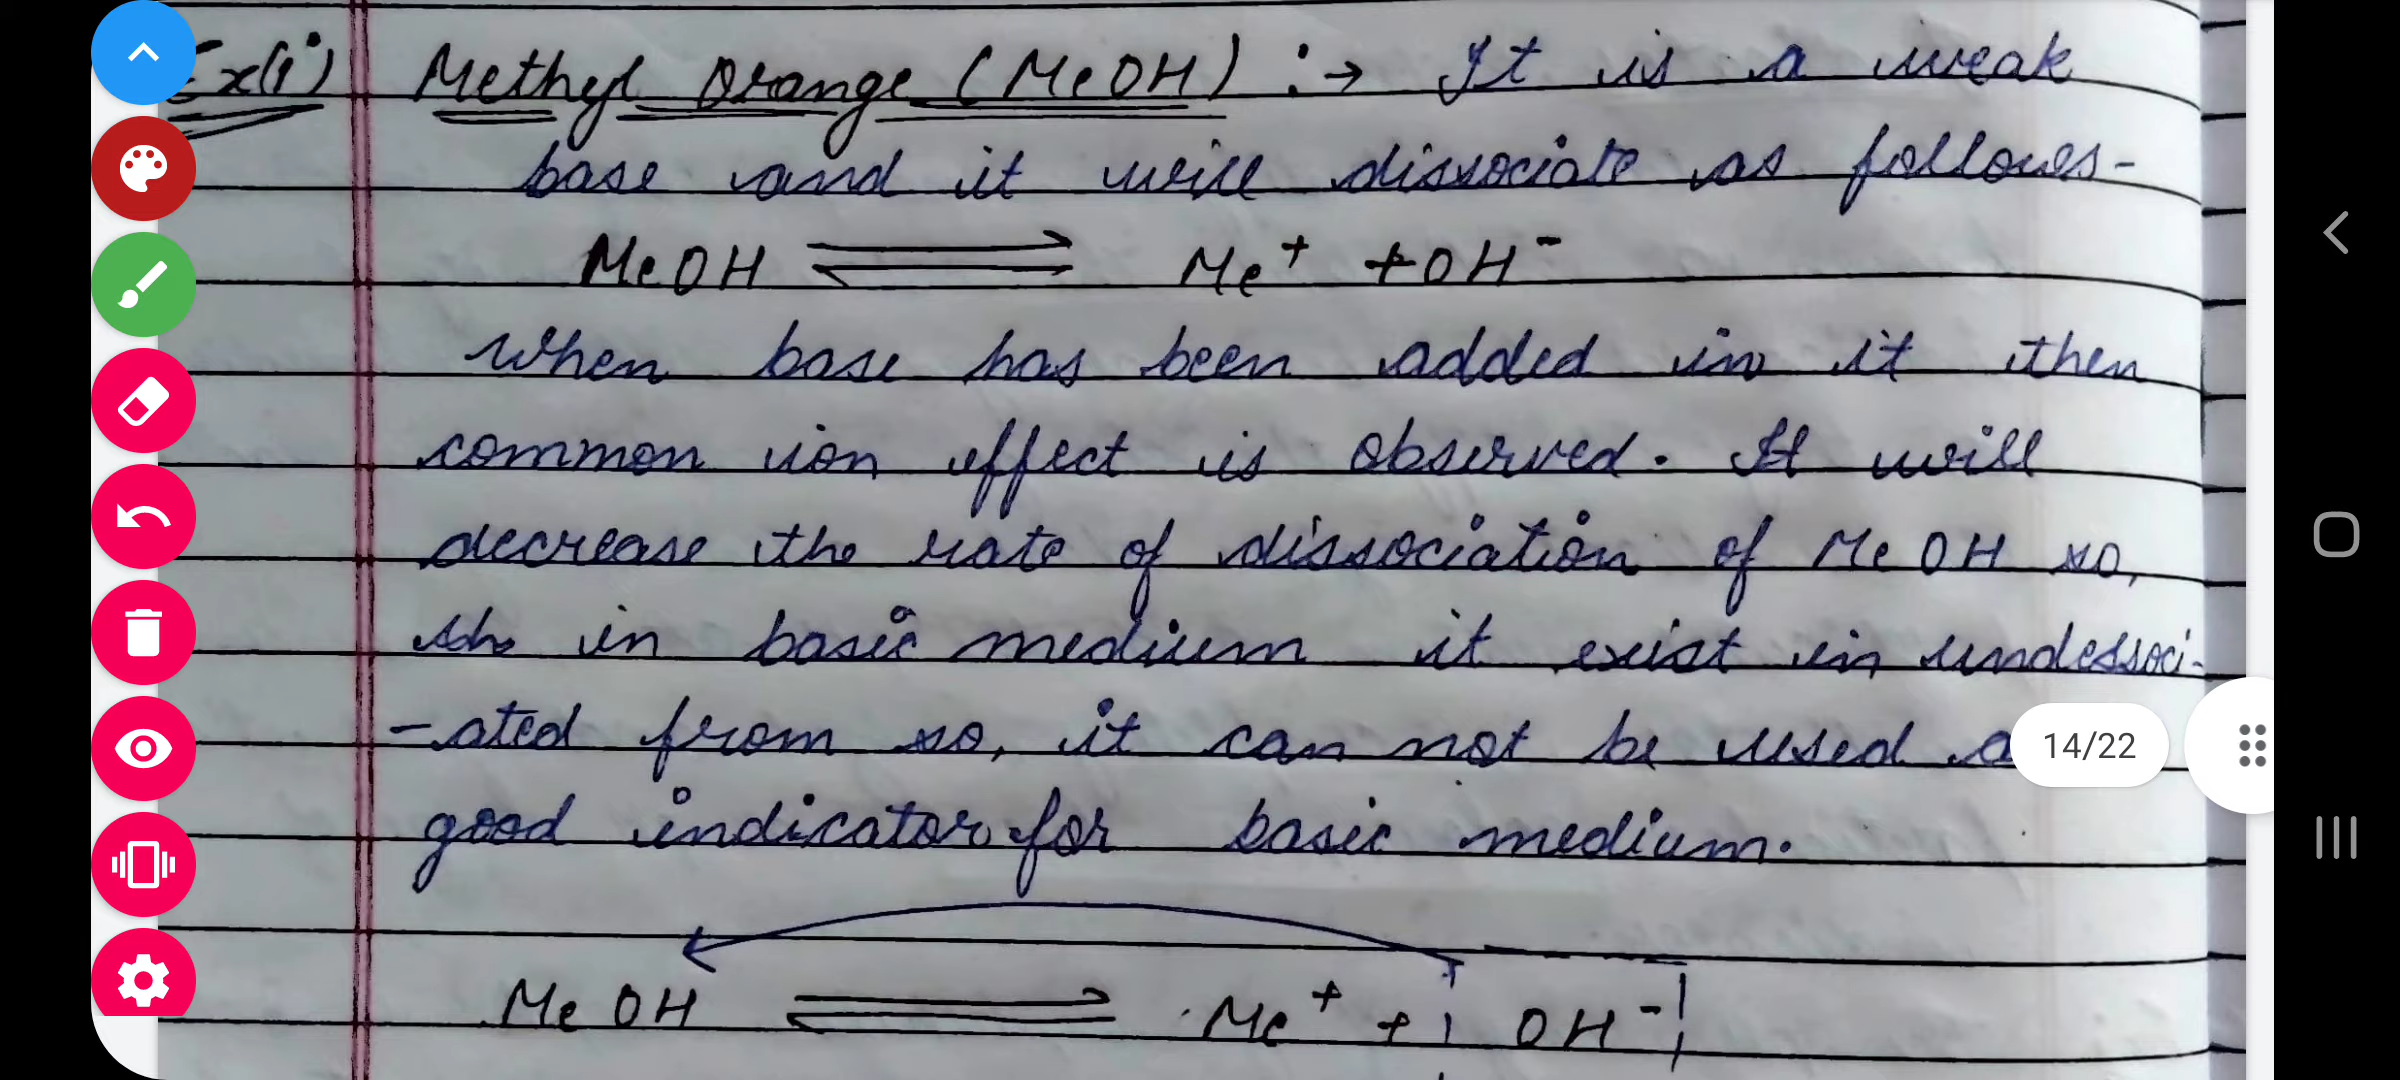 Ex(i) Methyl Orange (MeOH) :→ It is a weak
base and it will dissociate as follows-
MeOH ⇌ Me⁺ + OH⁻
When base has been added in it then
common ion effect is observed. It will
decrease the rate of dissociation of MeOH so,
in basic medium it exist in undessoci-
-ated from so, it can not be used a
14/22
good indicator for basic medium.
MeOH ⇌ Me⁺ + OH⁻